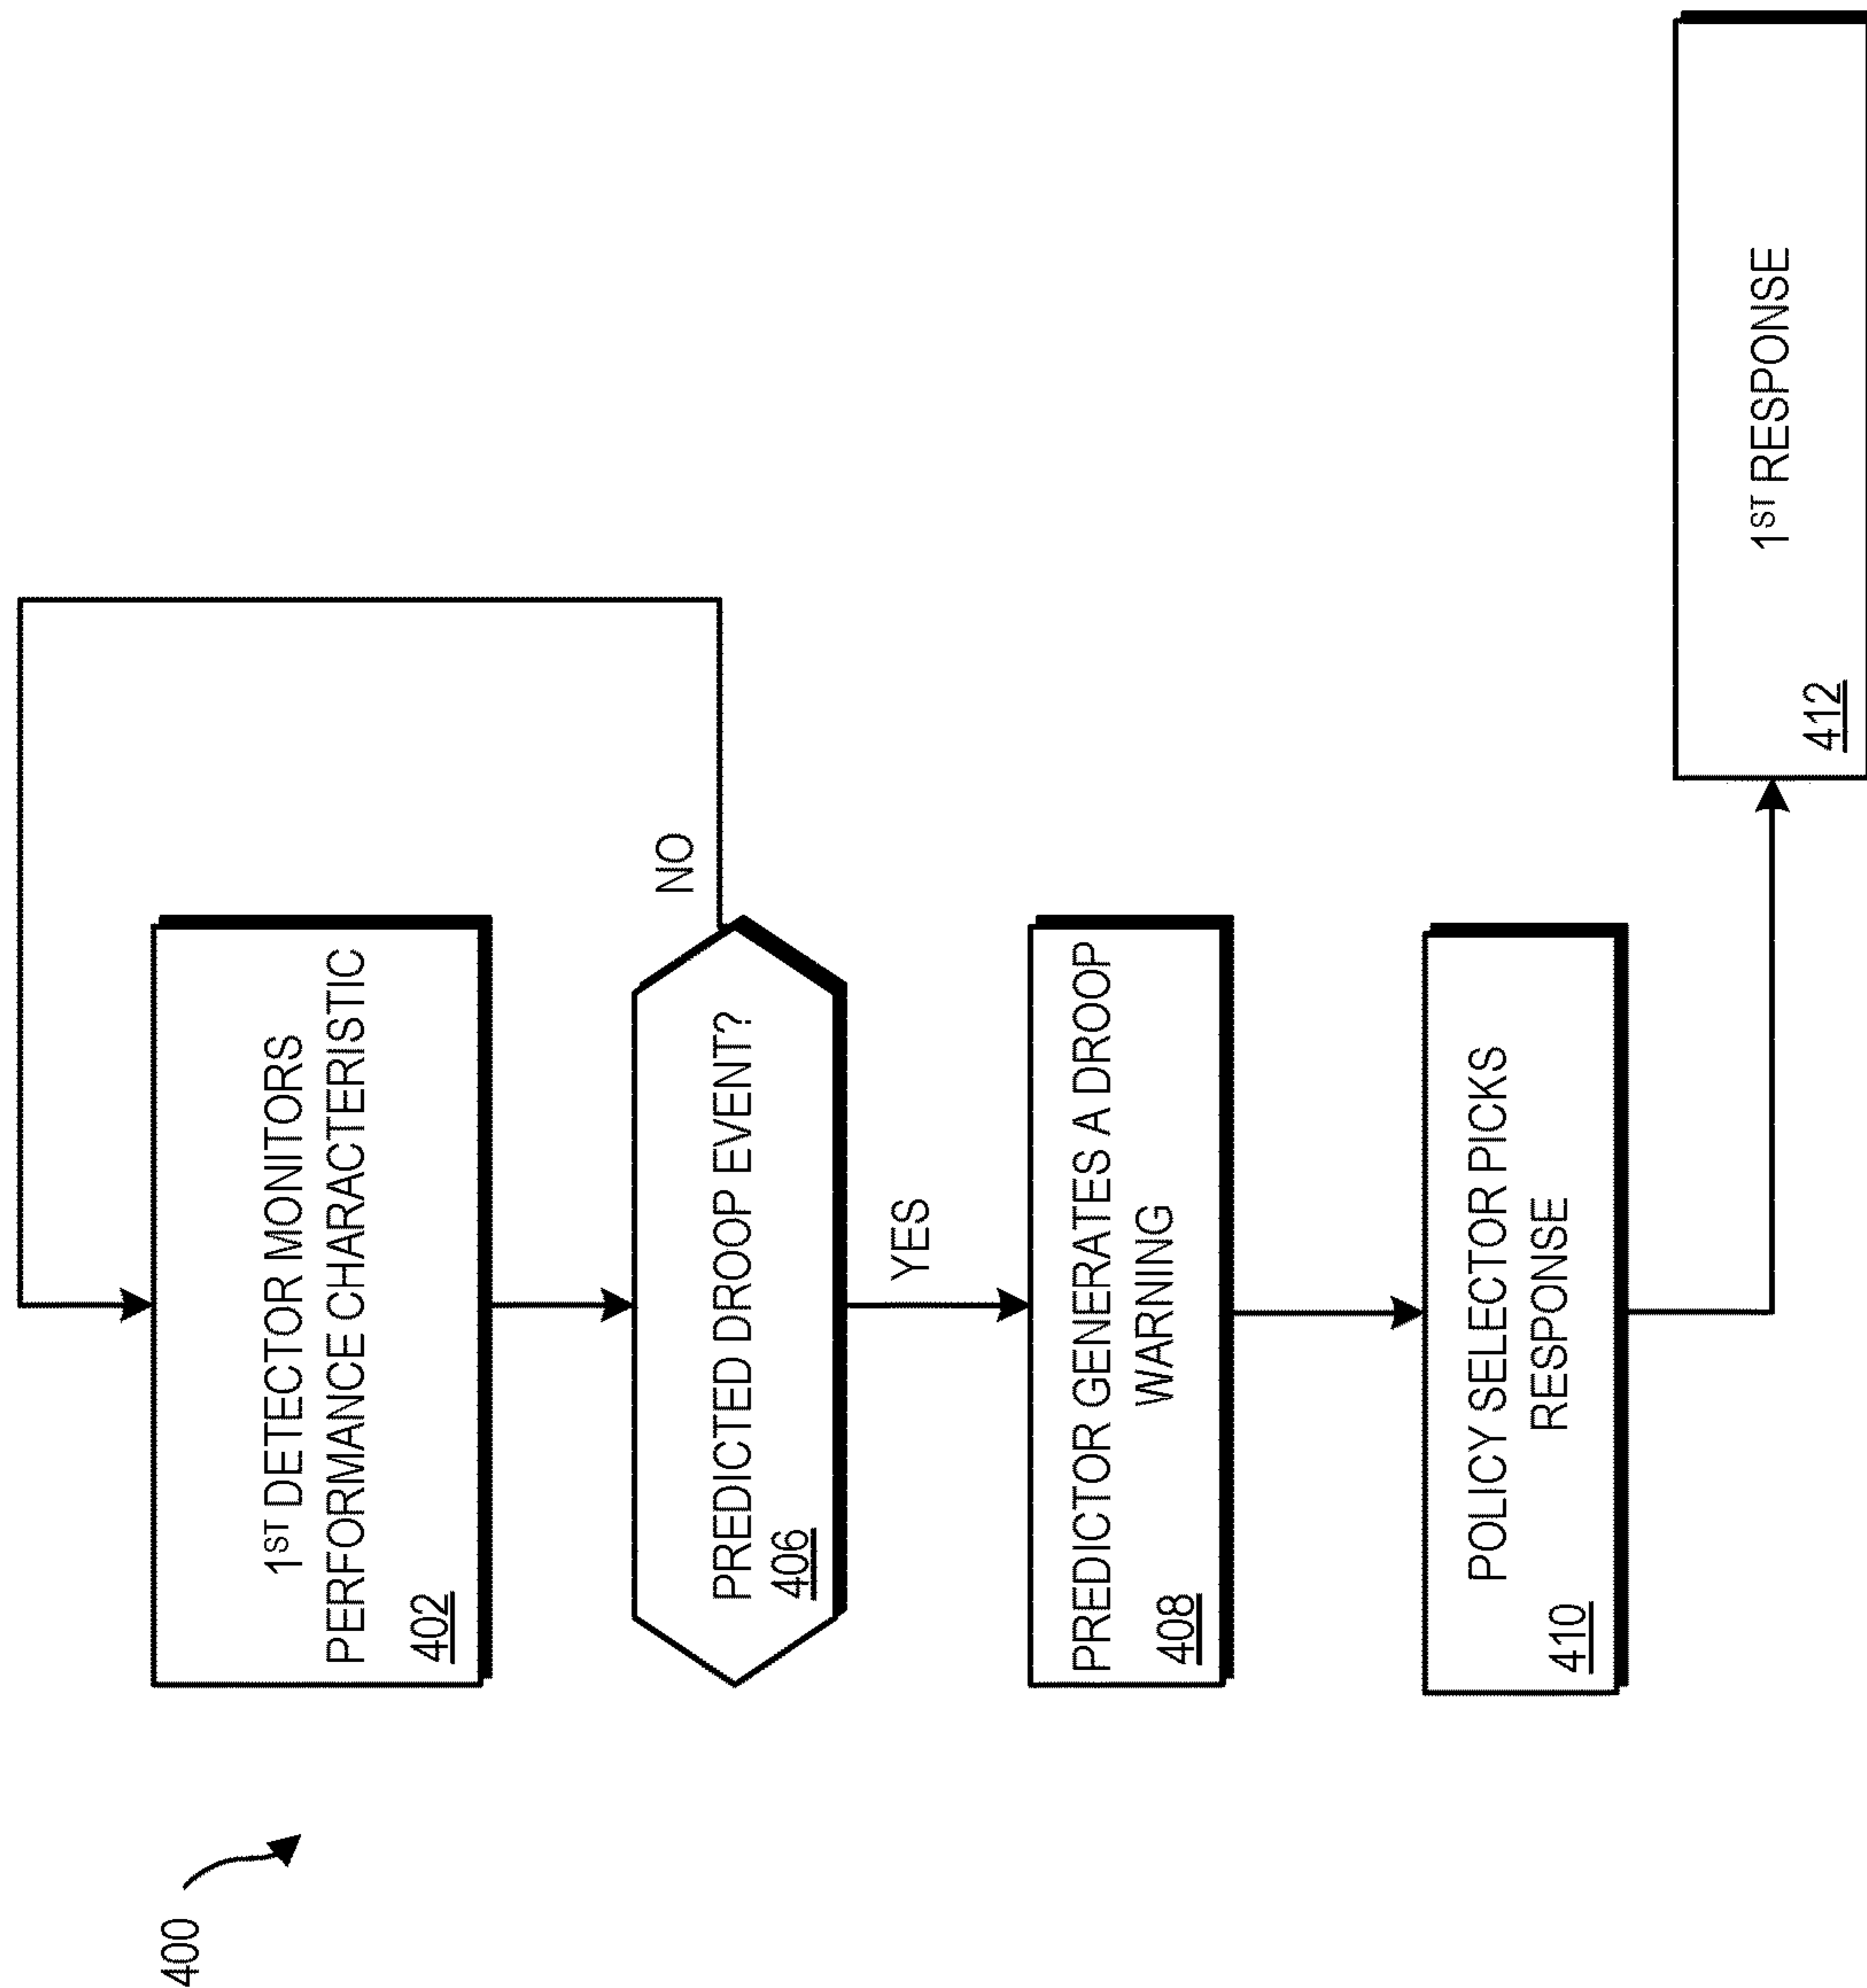 400
1ST DETECTOR MONITORS
PERFORMANCE CHARACTERISTIC
402
PREDICTED DROOP EVENT?
406
NO
YES
PREDICTOR GENERATES A DROOP
WARNING
408
POLICY SELECTOR PICKS
RESPONSE
410
1ST RESPONSE
412